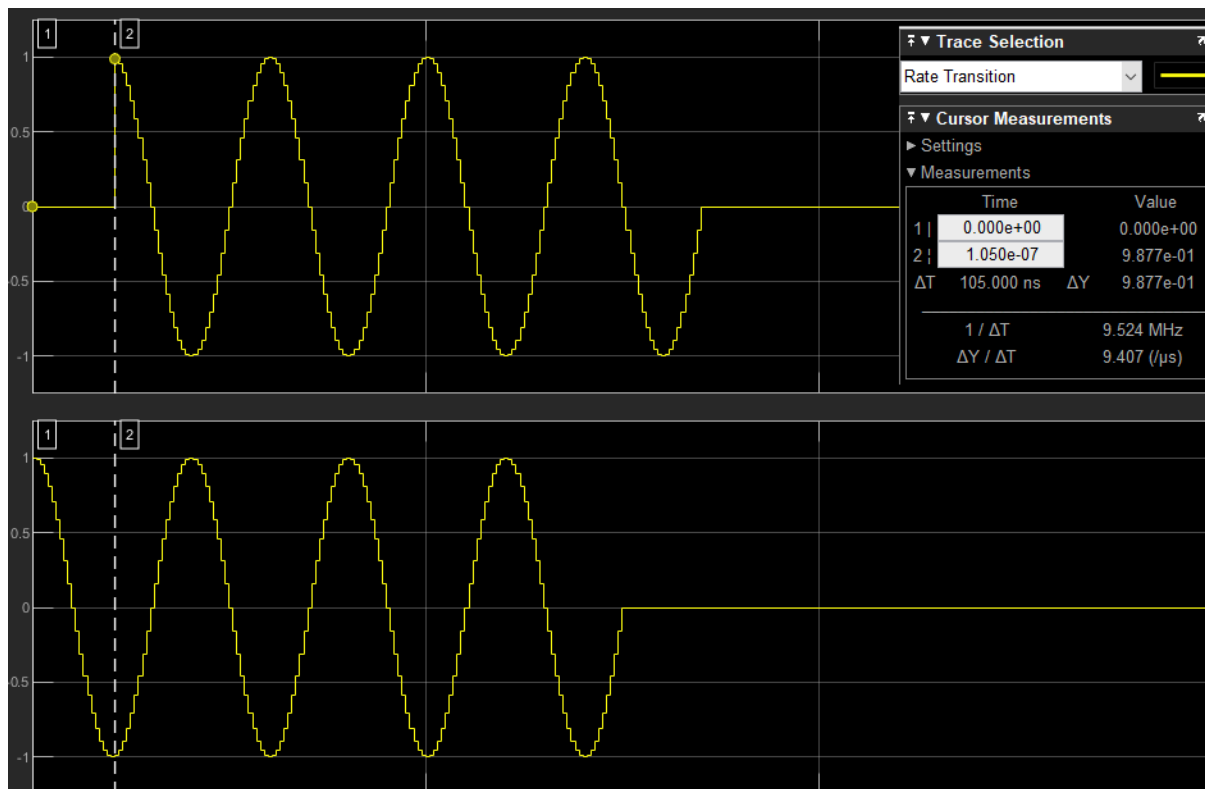 1
2
1
0.5
0
-0.5
-1
Trace Selection
Rate Transition
Cursor Measurements
Settings
Measurements
Time Value
1 | 0.000e+00 0.000e+00
2 ¦ 1.050e-07 9.877e-01
ΔT 105.000 ns ΔY 9.877e-01
1 / ΔT 9.524 MHz
ΔY / ΔT 9.407 (/µs)
1
2
1
0.5
0
-0.5
-1